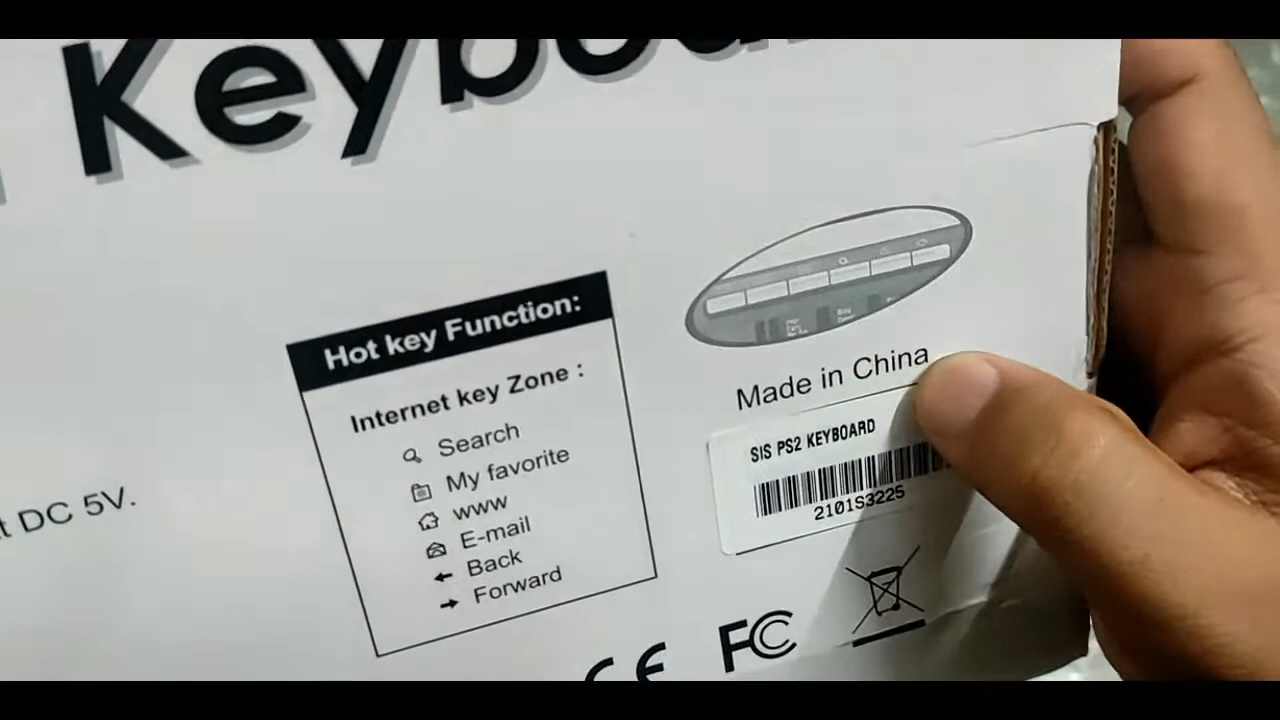 Keyboa
t DC 5V.
Hot key Function:
Internet key Zone :
Search
My favorite
www
E-mail
Back
Forward
Made in China
SIS PS2 KEYBOARD
2101S3225
CE FC